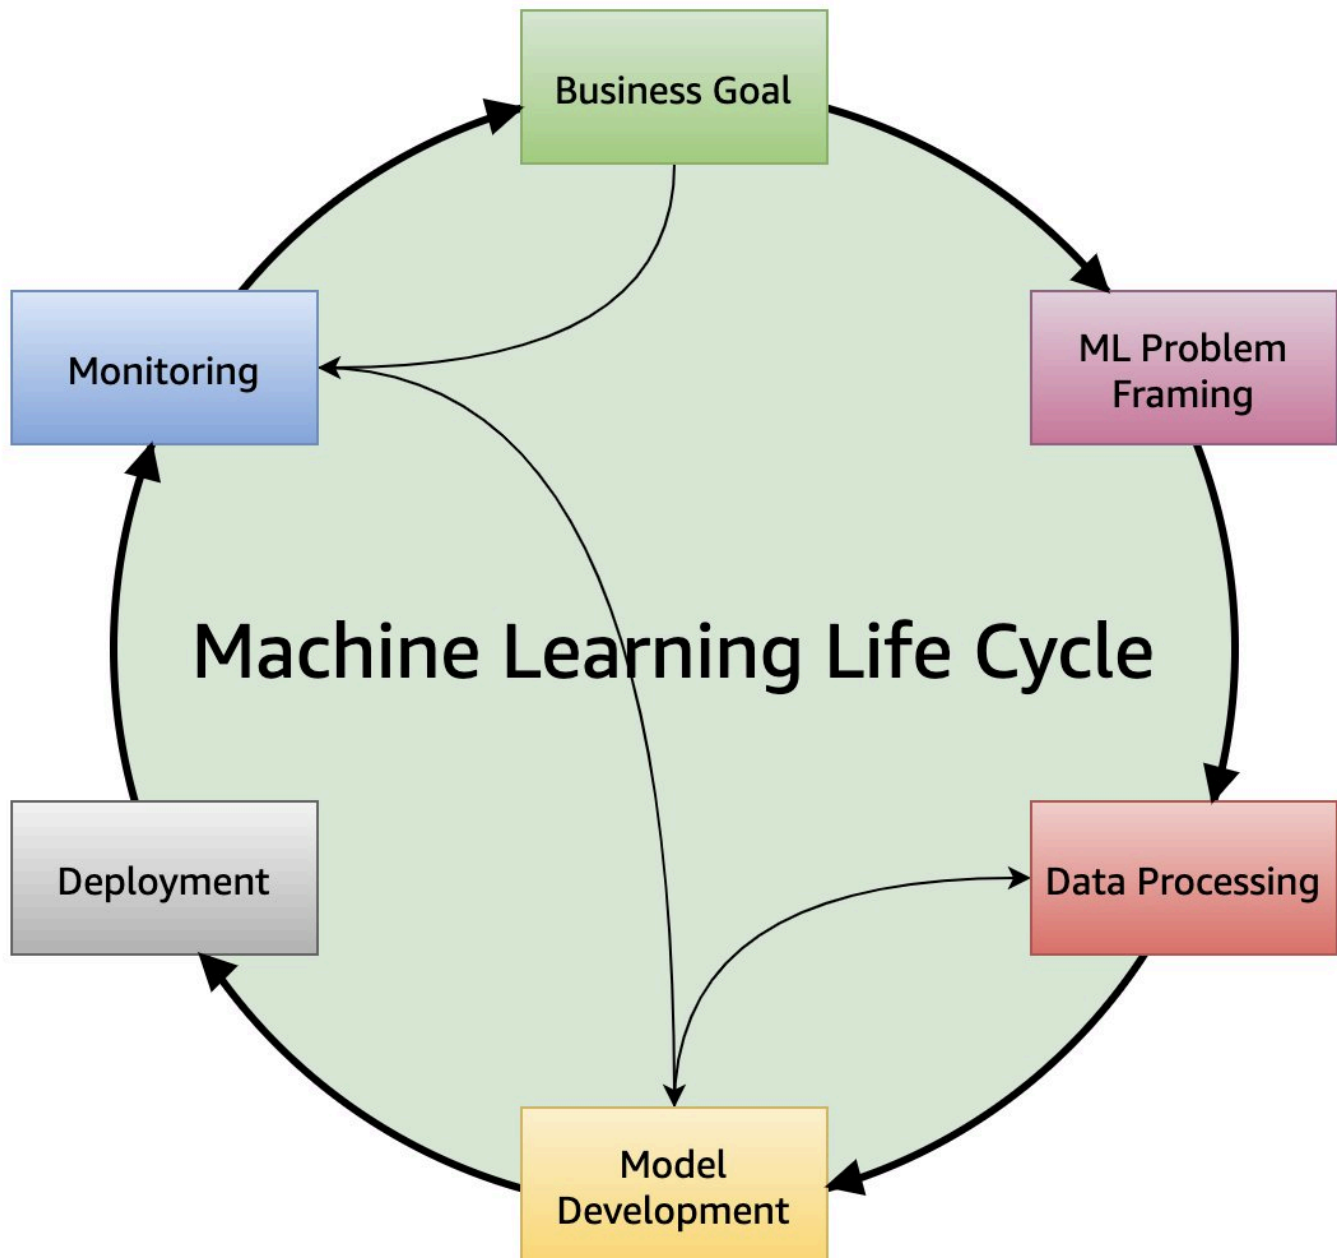 Business Goal
Monitoring
ML Problem
Framing
Machine Learning Life Cycle
Deployment
Data Processing
Model
Development